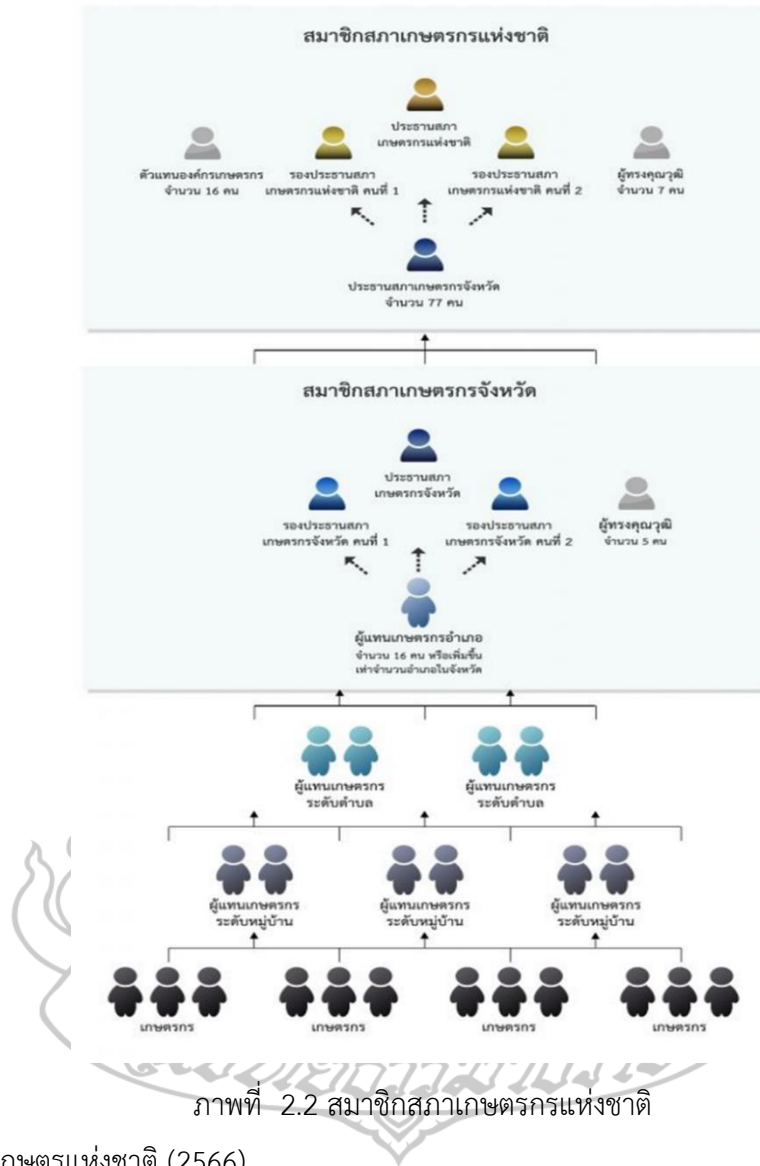 สมาชิกสภาเกษตรกรแห่งชาติ
ประธานสภา
เกษตรกรแห่งชาติ
ตัวแทนองค์กรเกษตรกร
จำนวน 16 คน
รองประธานสภา
เกษตรกรแห่งชาติ คนที่ 1
รองประธานสภา
เกษตรกรแห่งชาติ คนที่ 2
ผู้ทรงคุณวุฒิ
จำนวน 7 คน
ประธานสภาเกษตรกรจังหวัด
จำนวน 77 คน
สมาชิกสภาเกษตรกรจังหวัด
ประธานสภา
เกษตรกรจังหวัด
รองประธานสภา
เกษตรกรจังหวัด คนที่ 1
รองประธานสภา
เกษตรกรจังหวัด คนที่ 2
ผู้ทรงคุณวุฒิ
จำนวน 5 คน
ผู้แทนเกษตรกรอำเภอ
จำนวน 16 คน หรือเพิ่มขึ้น
เท่าจำนวนอำเภอในจังหวัด
ผู้แทนเกษตรกร
ระดับตำบล
ผู้แทนเกษตรกร
ระดับตำบล
ผู้แทนเกษตรกร
ระดับหมู่บ้าน
ผู้แทนเกษตรกร
ระดับหมู่บ้าน
ผู้แทนเกษตรกร
ระดับหมู่บ้าน
เกษตรกร
เกษตรกร
เกษตรกร
เกษตรกร
ภาพที่ 2.2 สมาชิกสภาเกษตรกรแห่งชาติ
(2566)